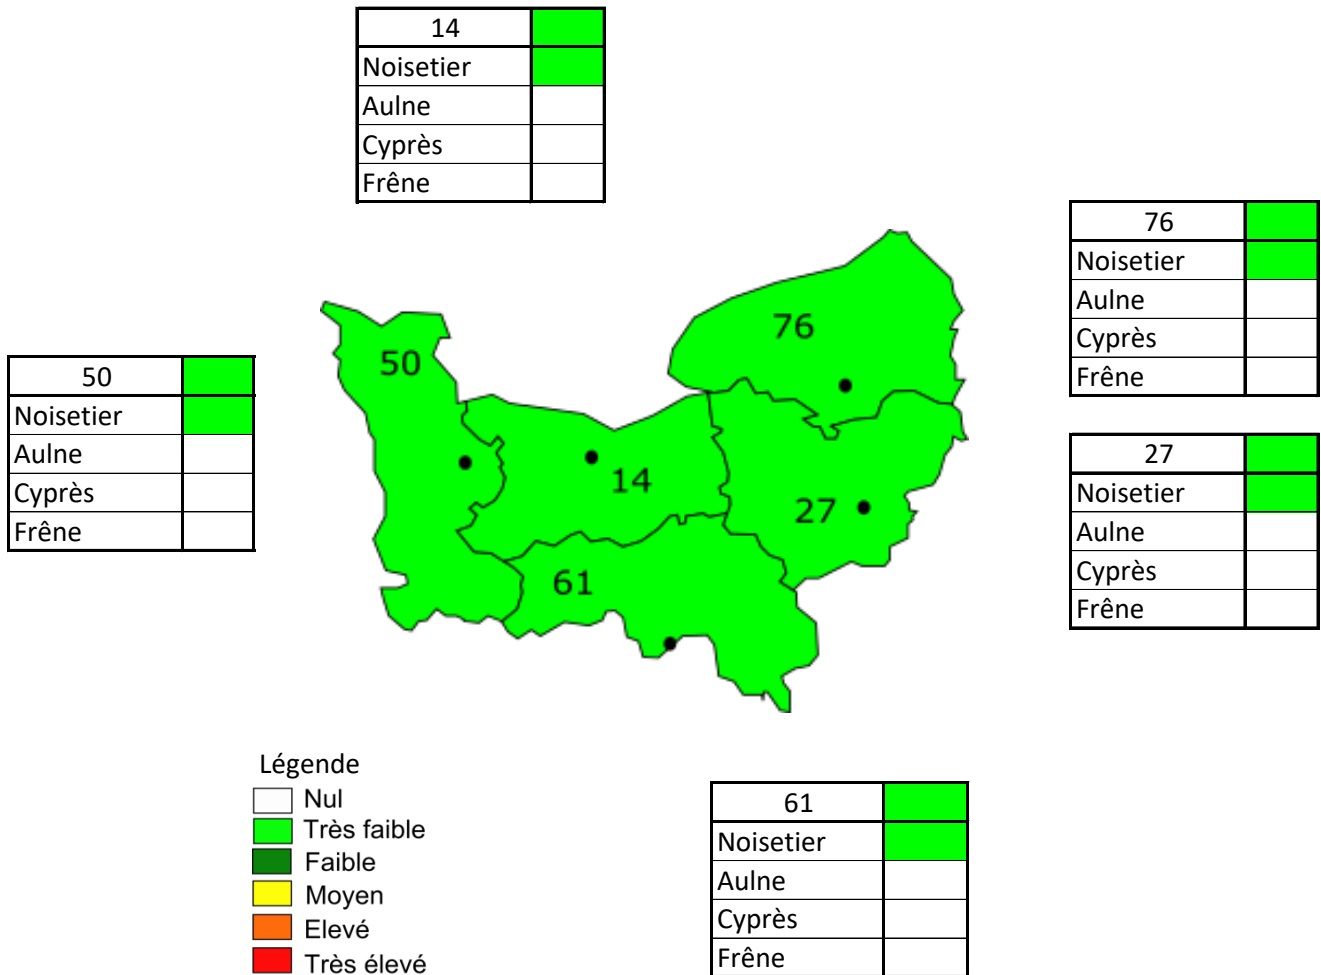 14
Noisetier
Aulne
Cyprès
Frêne
76
Noisetier
Aulne
Cyprès
Frêne
50
Noisetier
Aulne
Cyprès
Frêne
27
Noisetier
Aulne
Cyprès
Frêne
76
50
14
27
61
Légende
Nul
Très faible
Faible
Moyen
Elevé
Très élevé
61
Noisetier
Aulne
Cyprès
Frêne